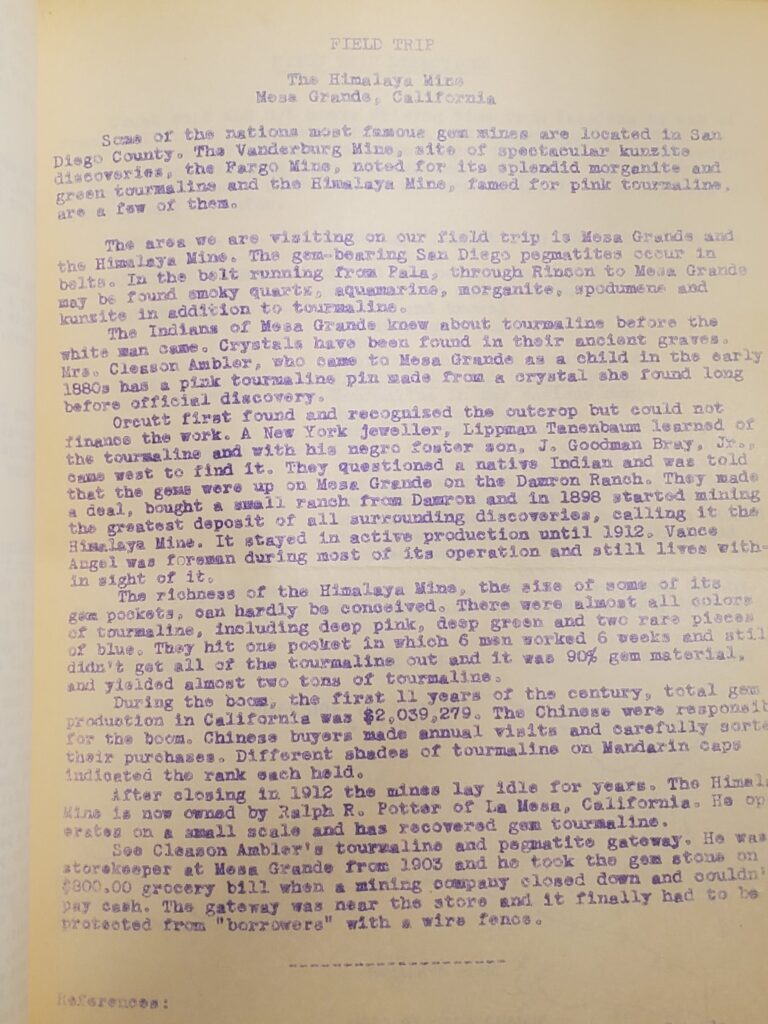 FIELD TRIP
The Himalaya Mine
Mesa Grande, California
Some of the nations most famous gem mines are located in San
Diego County. The Vanderburg Mine, site of spectacular kunzite
discoveries, the Fargo Mine, noted for its splendid morganite and
green tourmaline and the Himalaya Mine, famed for pink tourmaline,
are a few of them.
The area we are visiting on our field trip is Mesa Grande and
the Himalaya Mine. The gem-bearing San Diego pegmatites occur in
belts. In the belt running from Pala, through Rincon to Mesa Grande
may be found smoky quartz, aquamarine, morganite, spodumene and
kunzite in addition to tourmaline.
The Indians of Mesa Grande knew about tourmaline before the
white man came. Crystals have been found in their ancient graves.
Mrs. Cleason Ambler, who came to Mesa Grande as a child in the early
1880s has a pink tourmaline pin made from a crystal she found long
before official discovery.
Orcutt first found and recognized the outcrop but could not
finance the work. A New York jeweller, Lippman Tanenbaum learned of
the tourmaline and with his negro foster son, J. Goodman Bray, Jr.,
came west to find it. They questioned a native Indian and was told
that the gems were up on Mesa Grande on the Damron Ranch. They made
a deal, bought a small ranch from Damron and in 1898 started mining
the greatest deposit of all surrounding discoveries, calling it the
Himalaya Mine. It stayed in active production until 1912. Vance
Angel was foreman during most of its operation and still lives with-
in sight of it.
The richness of the Himalaya Mine, the size of some of its
gem pockets, can hardly be conceived. There were almost all colors
of tourmaline, including deep pink, deep green and two rare pieces
of blue. They hit one pocket in which 6 men worked 6 weeks and stil
didn't get all of the tourmaline out and it was 90% gem material,
and yielded almost two tons of tourmaline.
During the boom, the first 11 years of the century, total gem
production in California was $2,039,279. The Chinese were responsib
for the boom. Chinese buyers made annual visits and carefully sorte
their purchases. Different shades of tourmaline on Mandarin caps
indicated the rank each held.
After closing in 1912 the mines lay idle for years. The Himal
Mine is now owned by Ralph R. Potter of La Mesa, California. He op
erates on a small scale and has recovered gem tourmaline.
See Cleason Ambler's tourmaline and pegmatite gateway. He was
storekeeper at Mesa Grande from 1903 and he took the gem stone on
$800.00 grocery bill when a mining company closed down and couldn'
pay cash. The gateway was near the store and it finally had to be
protected from "borrowers" with a wire fence.
References: